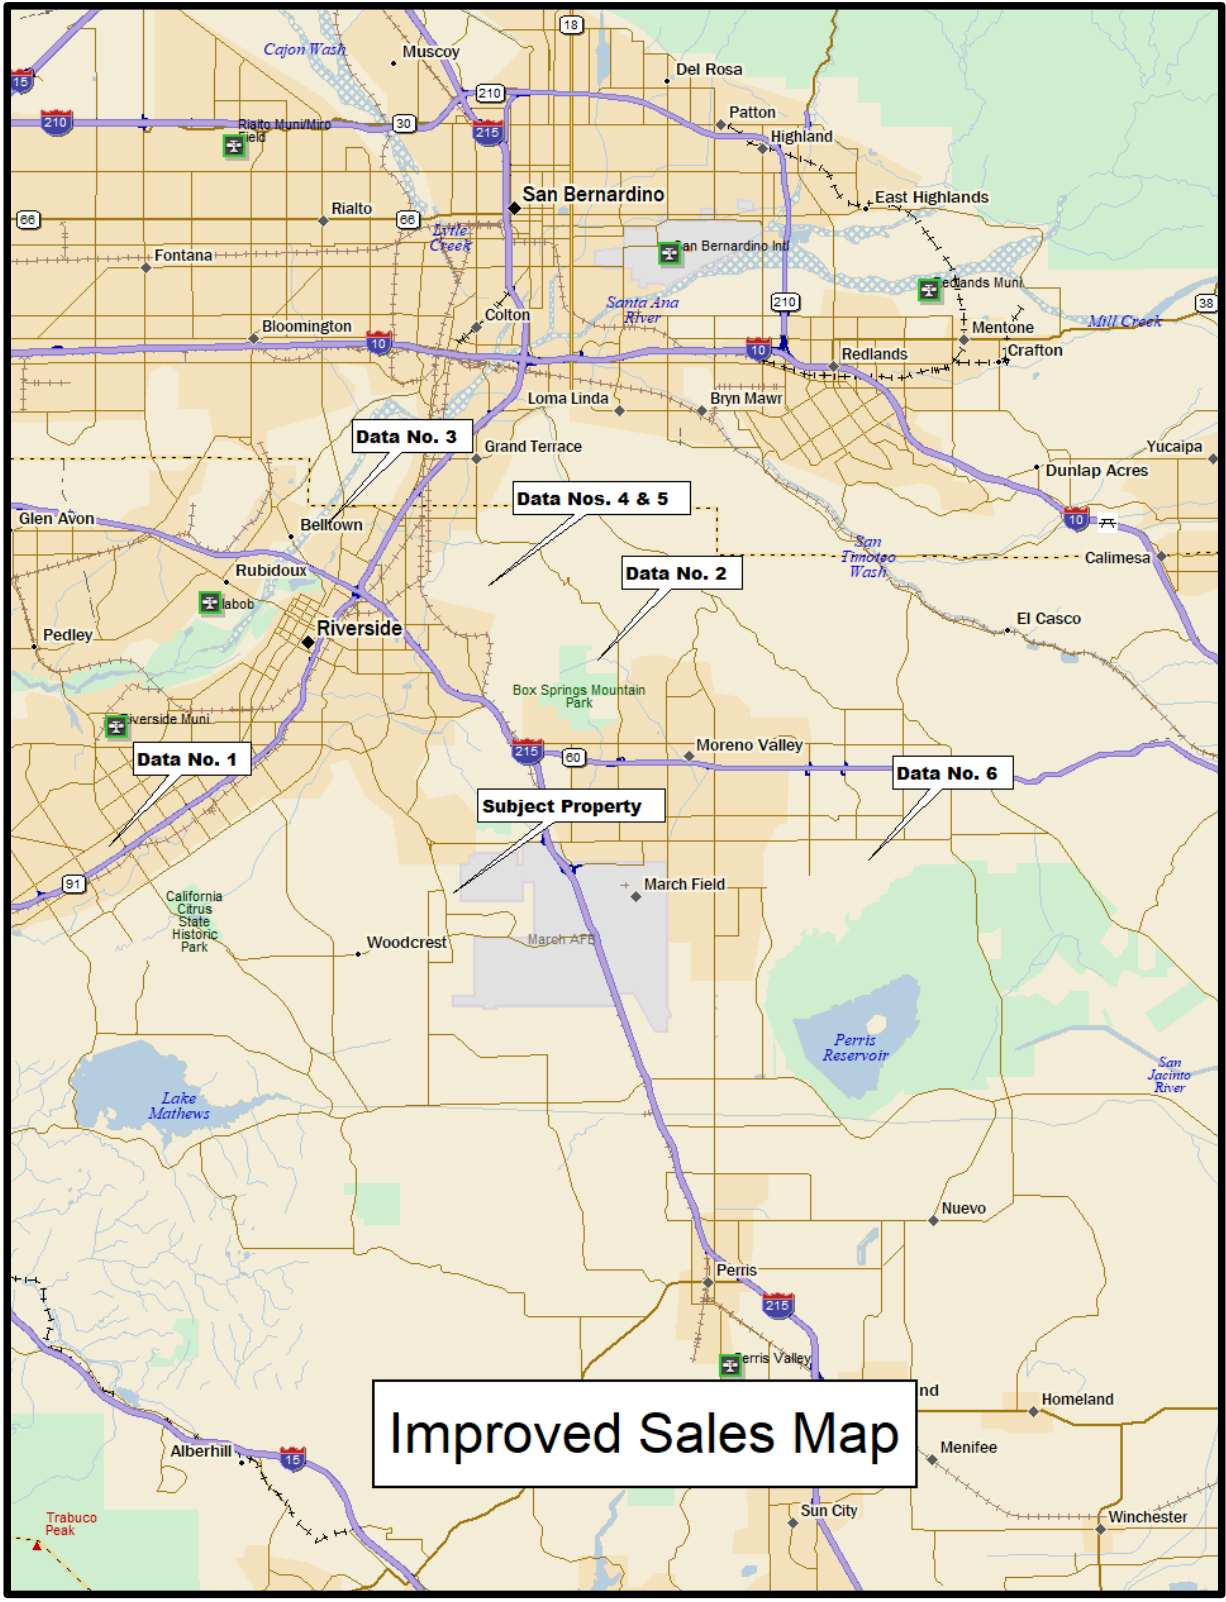 18
Cajon Wash
Muscoy
Del Rosa
15
210
210
Patton
30
Rialto Muni/Miro
Field
215
Highland
San Bernardino
East Highlands
Rialto
66
66
Lytle
Creek
San Bernardino Intl
Fontana
Redlands Muni
Santa Ana
River
210
38
Colton
Mill Creek
Bloomington
Mentone
10
10
Redlands
Crafton
Loma Linda
Bryn Mawr
Data No. 3
Grand Terrace
Yucaipa
Dunlap Acres
Data Nos. 4 & 5
Glen Avon
Belltown
10
San
Timoteo
Wash
Calimesa
Rubidoux
Data No. 2
El Casco
Riverside
Pedley
Box Springs Mountain
Park
Riverside Muni
Data No. 1
215
60
Moreno Valley
Data No. 6
Subject Property
91
March Field
California
Citrus
State
Historic
Park
Woodcrest
March AFB
Perris
Reservoir
San
Jacinto
River
Lake
Mathews
Nuevo
Perris
215
Perris Valley
nd
Homeland
Improved Sales Map
Alberhill
15
Menifee
Sun City
Winchester
Trabuco
Peak